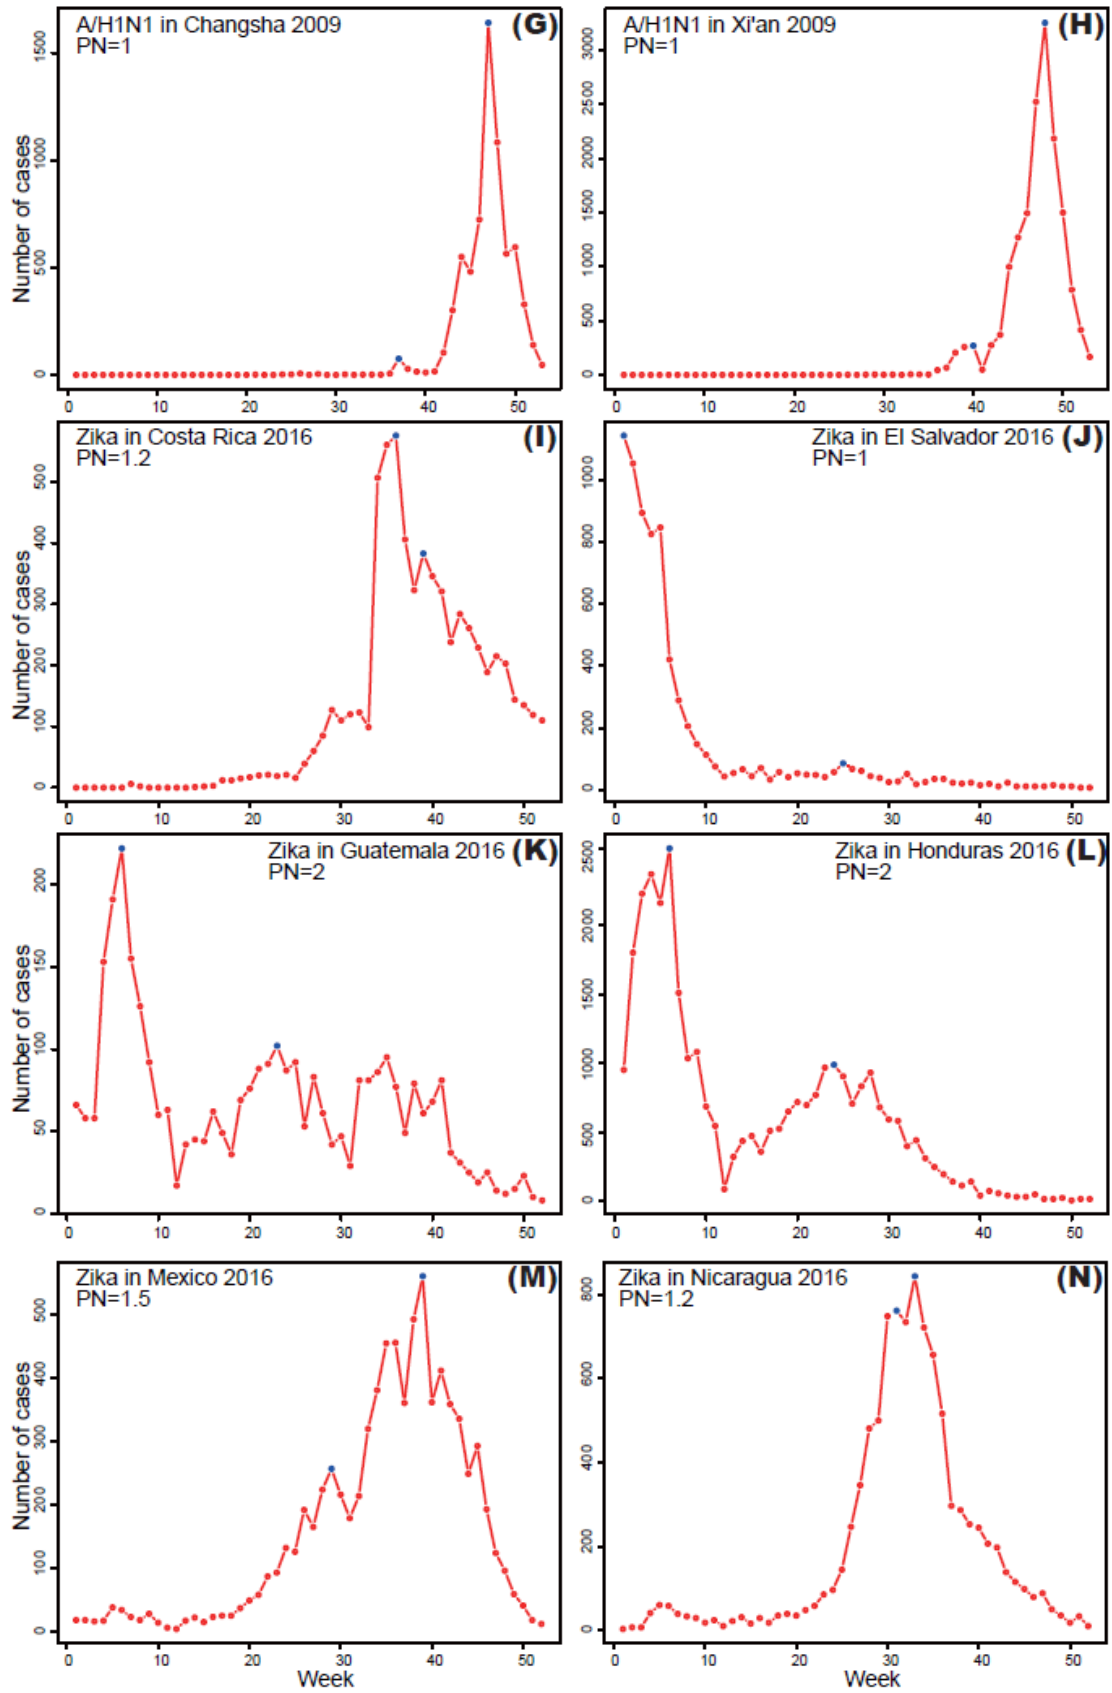 A/H1N1 in Changsha 2009 (G)
PN=1
Number of cases
0 500 1000 1500
0 10 20 30 40 50
A/H1N1 in Xi'an 2009 (H)
PN=1
0 500 1000 1500 2000 2500 3000
0 10 20 30 40 50
Zika in Costa Rica 2016 (I)
PN=1.2
Number of cases
0 100 200 300 400 500
0 10 20 30 40 50
Zika in El Salvador 2016 (J)
PN=1
0 200 400 600 800 1000
0 10 20 30 40 50
Zika in Guatemala 2016 (K)
PN=2
Number of cases
0 50 100 150 200
0 10 20 30 40 50
Zika in Honduras 2016 (L)
PN=2
0 500 1000 1500 2000 2500
0 10 20 30 40 50
Zika in Mexico 2016 (M)
PN=1.5
Number of cases
0 100 200 300 400 500
0 10 20 30 40 50
Week
Zika in Nicaragua 2016 (N)
PN=1.2
0 200 400 600 800
0 10 20 30 40 50
Week